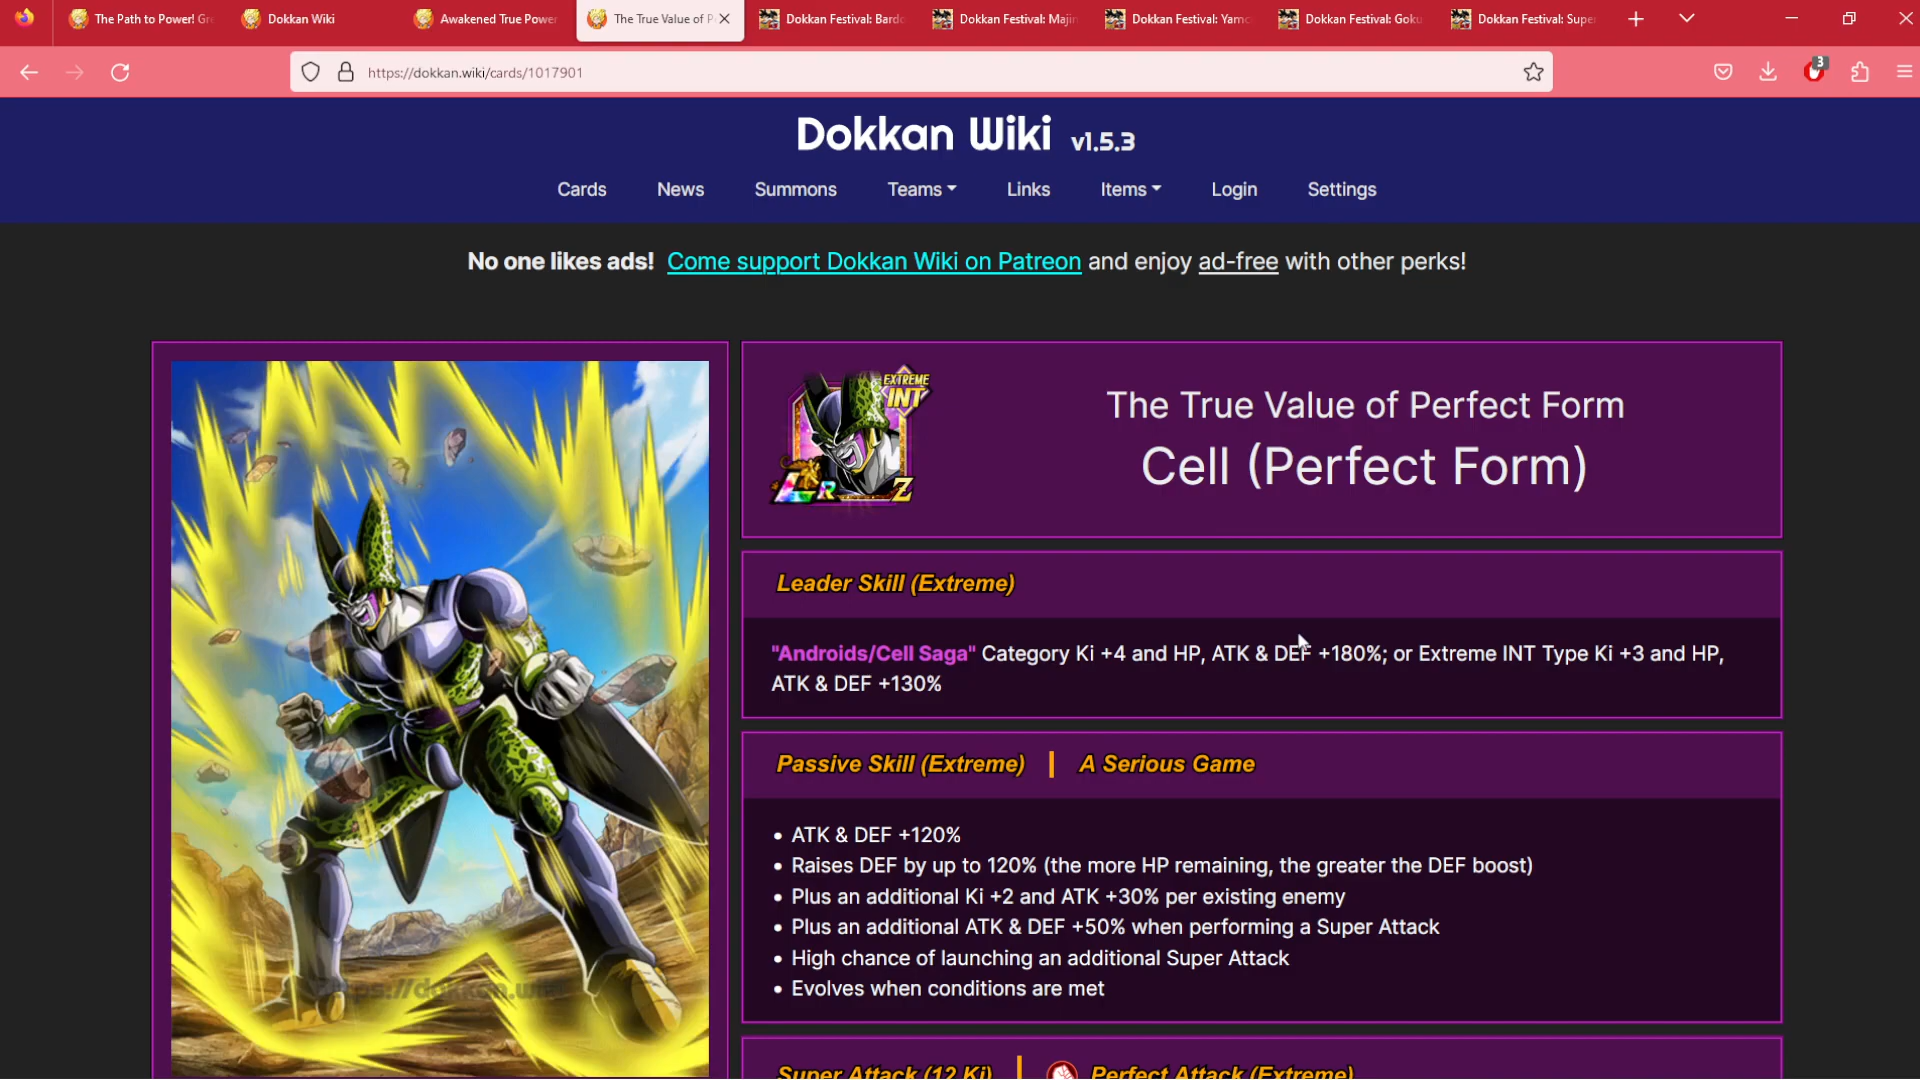 The Path to Power! Gre
Dokkan Wiki
Awakened True Power
The True Value of P
Dokkan Festival: Bardo
Dokkan Festival: Majin
Dokkan Festival: Yamc
Dokkan Festival: Goku
Dokkan Festival: Supe
https://dokkan.wiki/cards/1017901
3
Dokkan Wiki v1.5.3
Cards News Summons Teams Links Items Login Settings
No one likes ads! Come support Dokkan Wiki on Patreon and enjoy ad-free with other perks!
EXTREME
INT
LR
Z
The True Value of Perfect Form
Cell (Perfect Form)
Leader Skill (Extreme)
"Androids/Cell Saga" Category Ki +4 and HP, ATK & DEF +180%; or Extreme INT Type Ki +3 and HP,
ATK & DEF +130%
Passive Skill (Extreme) | A Serious Game
• ATK & DEF +120%
• Raises DEF by up to 120% (the more HP remaining, the greater the DEF boost)
• Plus an additional Ki +2 and ATK +30% per existing enemy
• Plus an additional ATK & DEF +50% when performing a Super Attack
• High chance of launching an additional Super Attack
• Evolves when conditions are met
Super Attack (12 Ki) | Perfect Attack (Extreme)